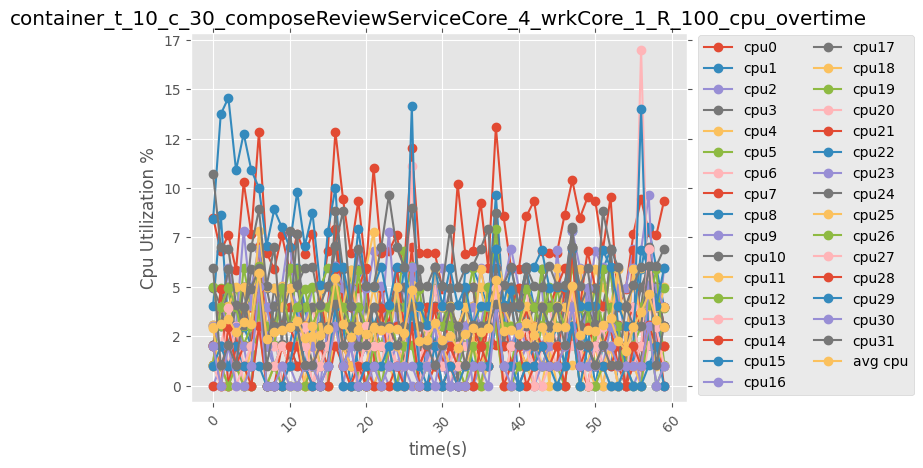 container_t_10_c_30_composeReviewServiceCore_4_wrkCore_1_R_100_cpu_overtime
17
15
12
10
7
5
2
0
Cpu Utilization %
0
10
20
30
40
50
60
time(s)
cpu0
cpu1
cpu2
cpu3
cpu4
cpu5
cpu6
cpu7
cpu8
cpu9
cpu10
cpu11
cpu12
cpu13
cpu14
cpu15
cpu16
cpu17
cpu18
cpu19
cpu20
cpu21
cpu22
cpu23
cpu24
cpu25
cpu26
cpu27
cpu28
cpu29
cpu30
cpu31
avg cpu